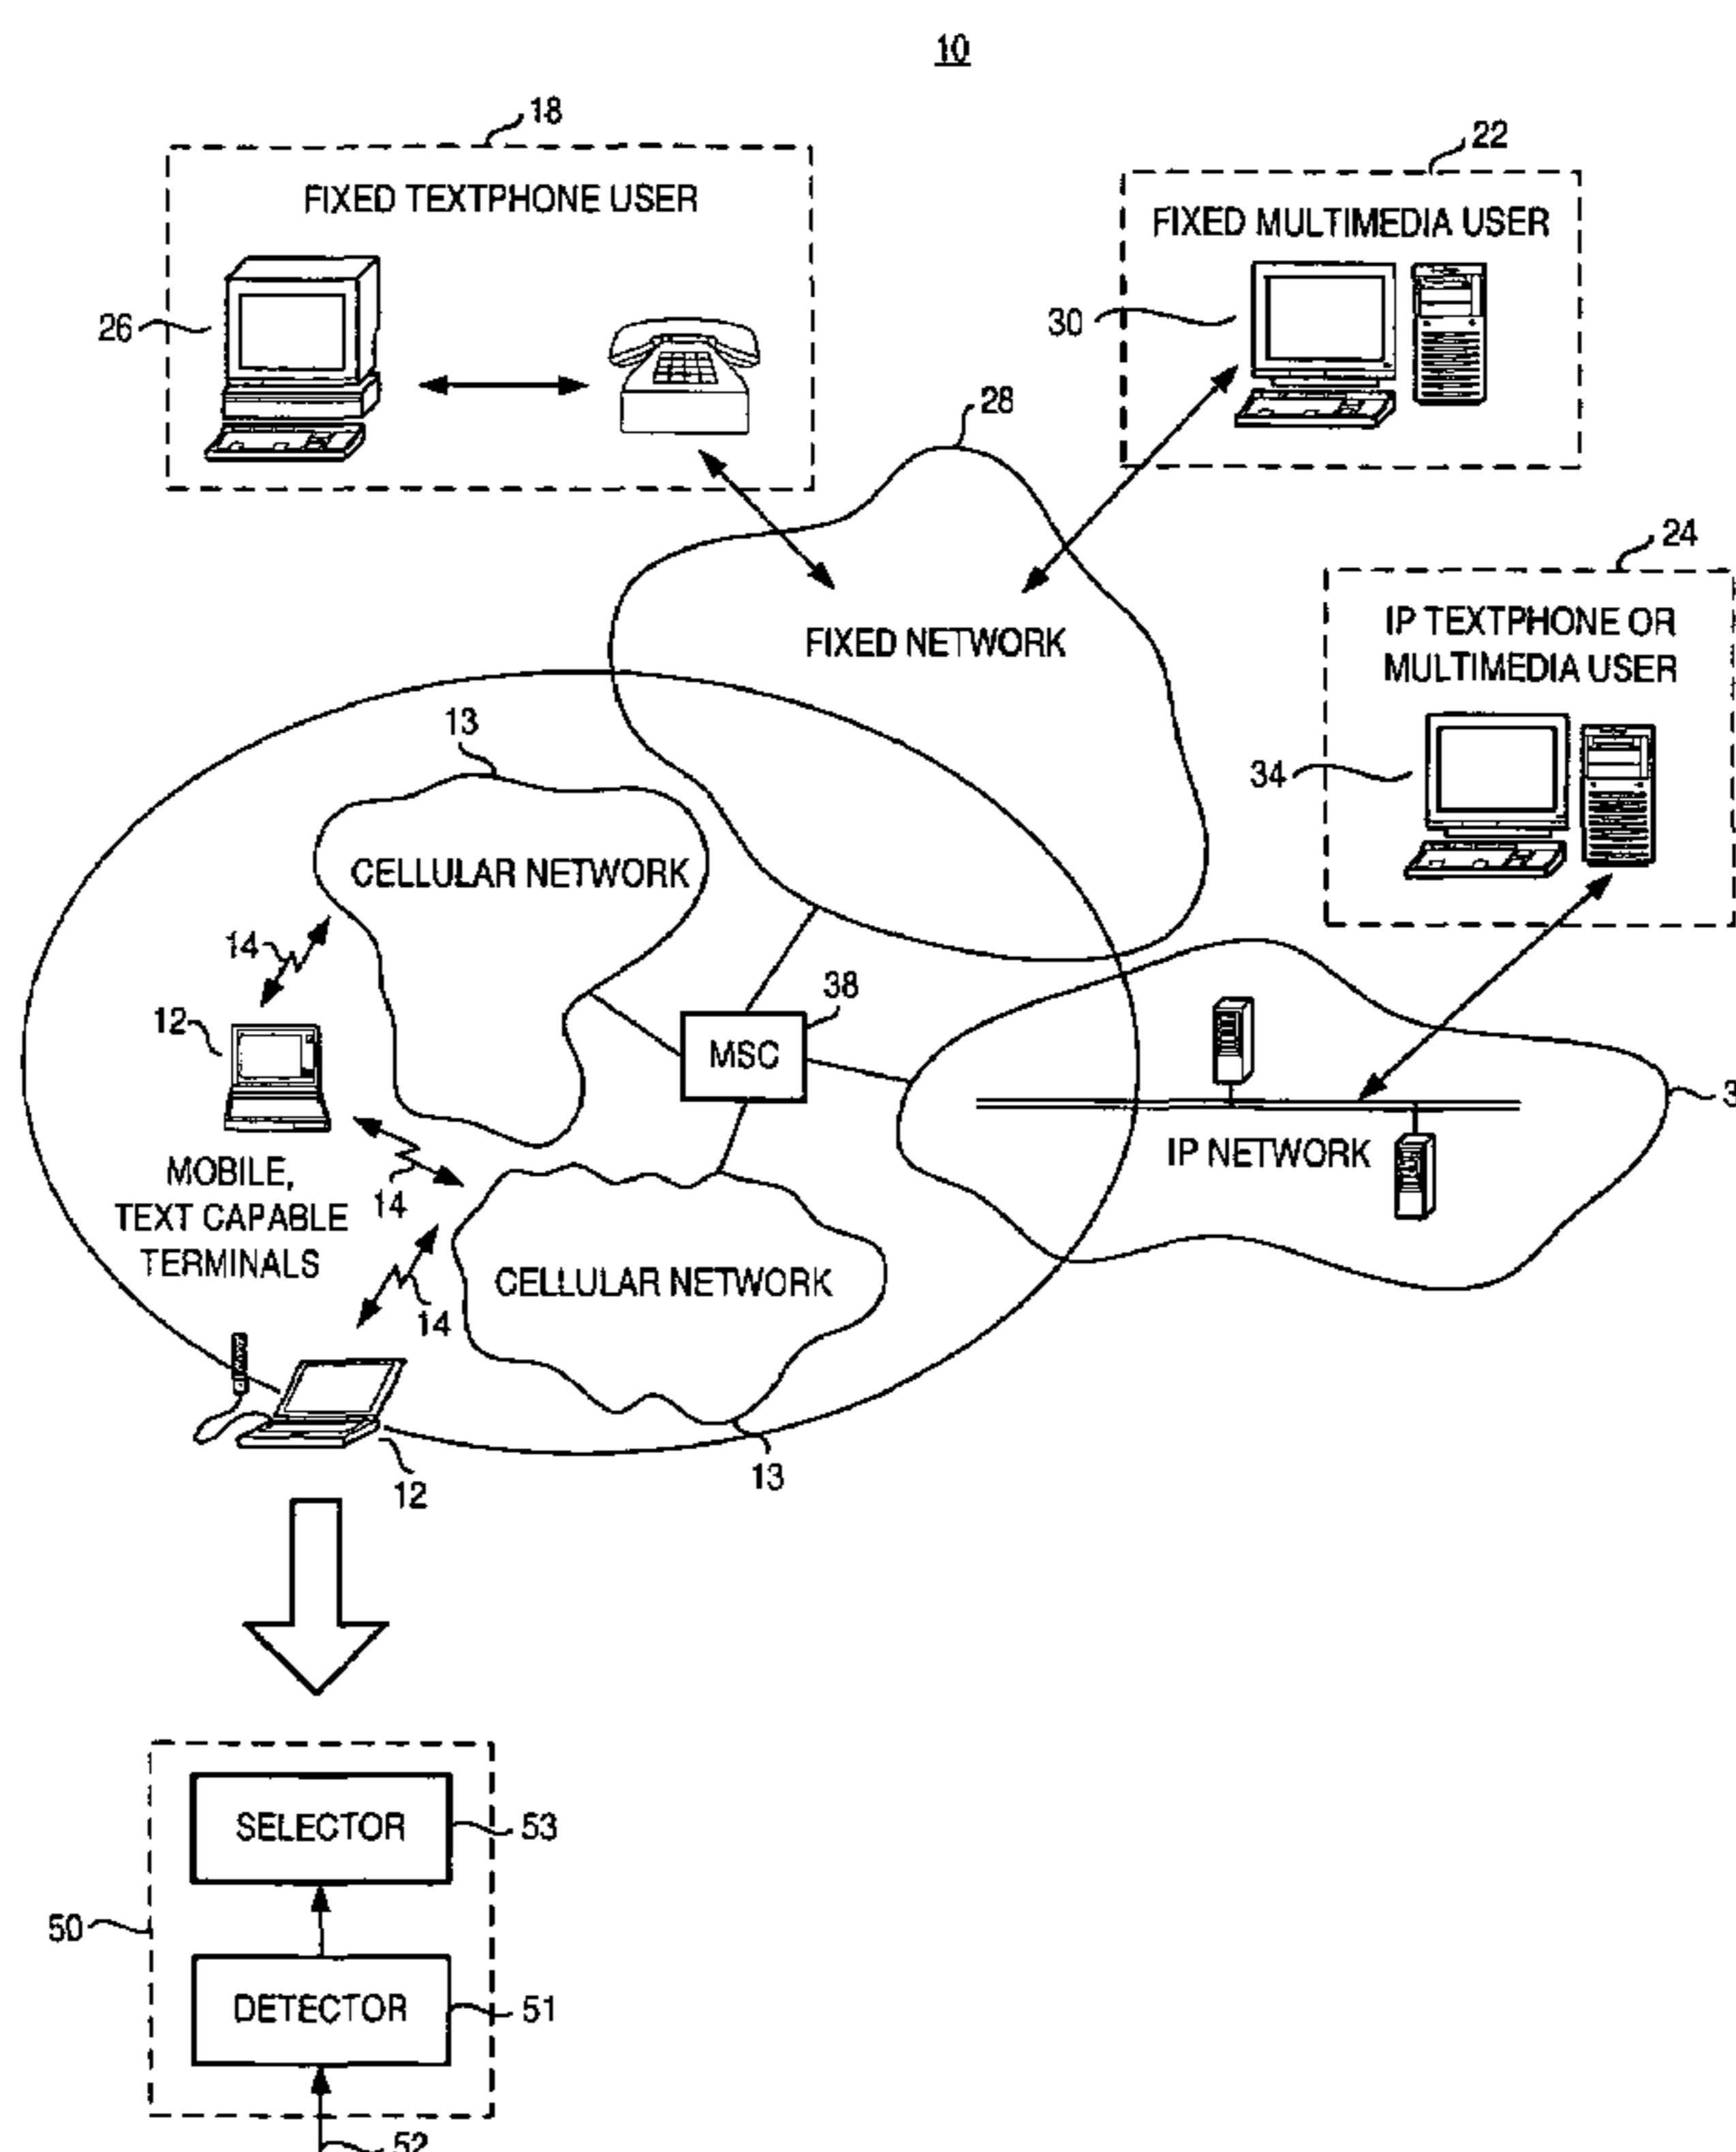 10
18
FIXED TEXTPHONE USER
26
22
FIXED MULTIMEDIA USER
30
28
FIXED NETWORK
24
IP TEXTPHONE OR
MULTIMEDIA USER
34
13
CELLULAR NETWORK
14
12
38
MSC
MOBILE,
TEXT CAPABLE
TERMINALS
14
14
IP NETWORK
CELLULAR NETWORK
13
12
SELECTOR
53
50
DETECTOR
51
52